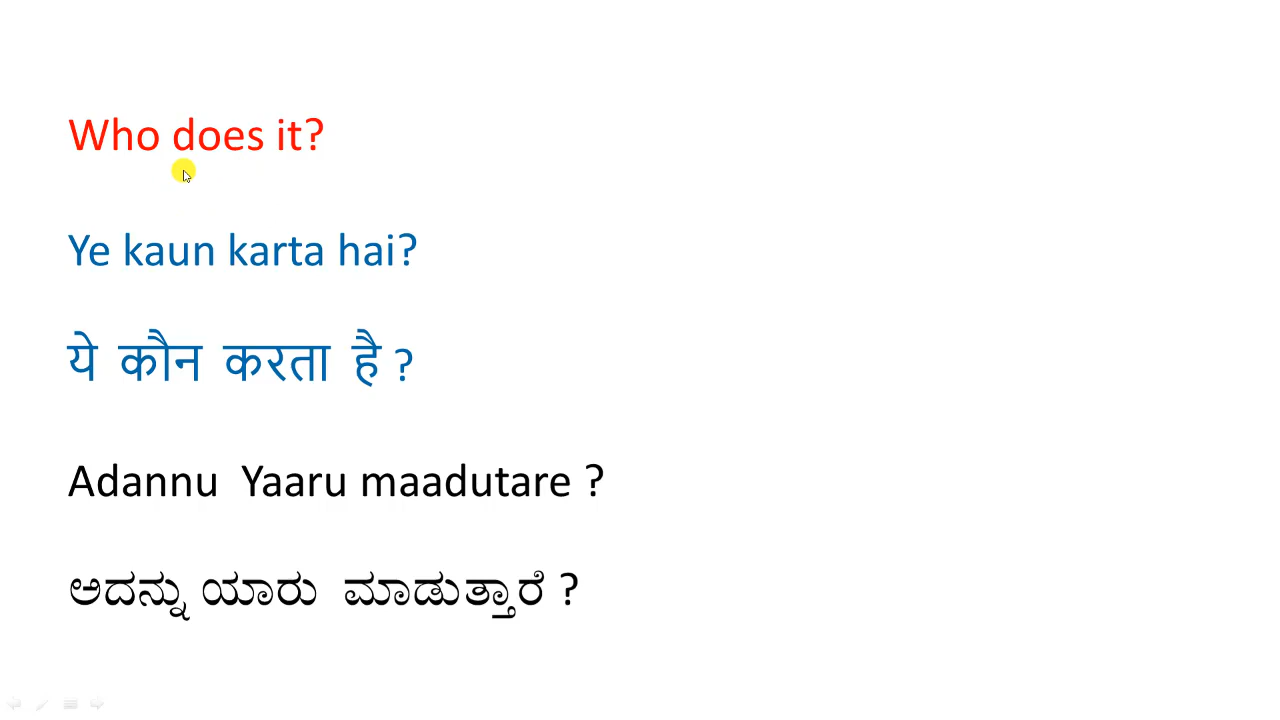 Who does it?
Ye kaun karta hai?
ये कौन करता है ?
Adannu Yaaru maadutare ?
ಅದನ್ನು ಯಾರು ಮಾಡುತ್ತಾರೆ ?